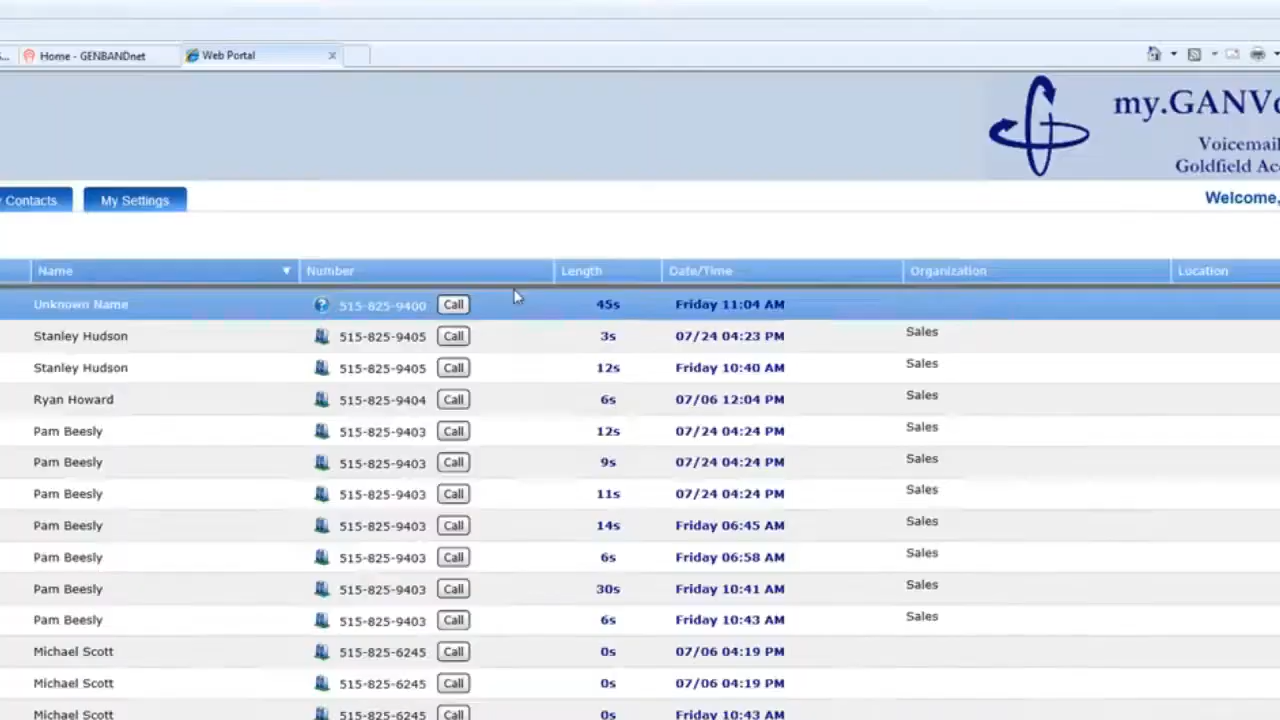 ... Home - GENBANDnet Web Portal
my.GANV
Voicemail
Goldfield Ac
Contacts My Settings Welcome,
Name Number Length Date/Time Organization Location
Unknown Name 515-825-9400 Call 45s Friday 11:04 AM
Stanley Hudson 515-825-9405 Call 3s 07/24 04:23 PM Sales
Stanley Hudson 515-825-9405 Call 12s Friday 10:40 AM Sales
Ryan Howard 515-825-9404 Call 6s 07/06 12:04 PM Sales
Pam Beesly 515-825-9403 Call 12s 07/24 04:24 PM Sales
Pam Beesly 515-825-9403 Call 9s 07/24 04:24 PM Sales
Pam Beesly 515-825-9403 Call 11s 07/24 04:24 PM Sales
Pam Beesly 515-825-9403 Call 14s Friday 06:45 AM Sales
Pam Beesly 515-825-9403 Call 6s Friday 06:58 AM Sales
Pam Beesly 515-825-9403 Call 30s Friday 10:41 AM Sales
Pam Beesly 515-825-9403 Call 6s Friday 10:43 AM Sales
Michael Scott 515-825-6245 Call 0s 07/06 04:19 PM
Michael Scott 515-825-6245 Call 0s 07/06 04:19 PM
Michael Scott 515-825-6245 Call 0s Friday 10:43 AM